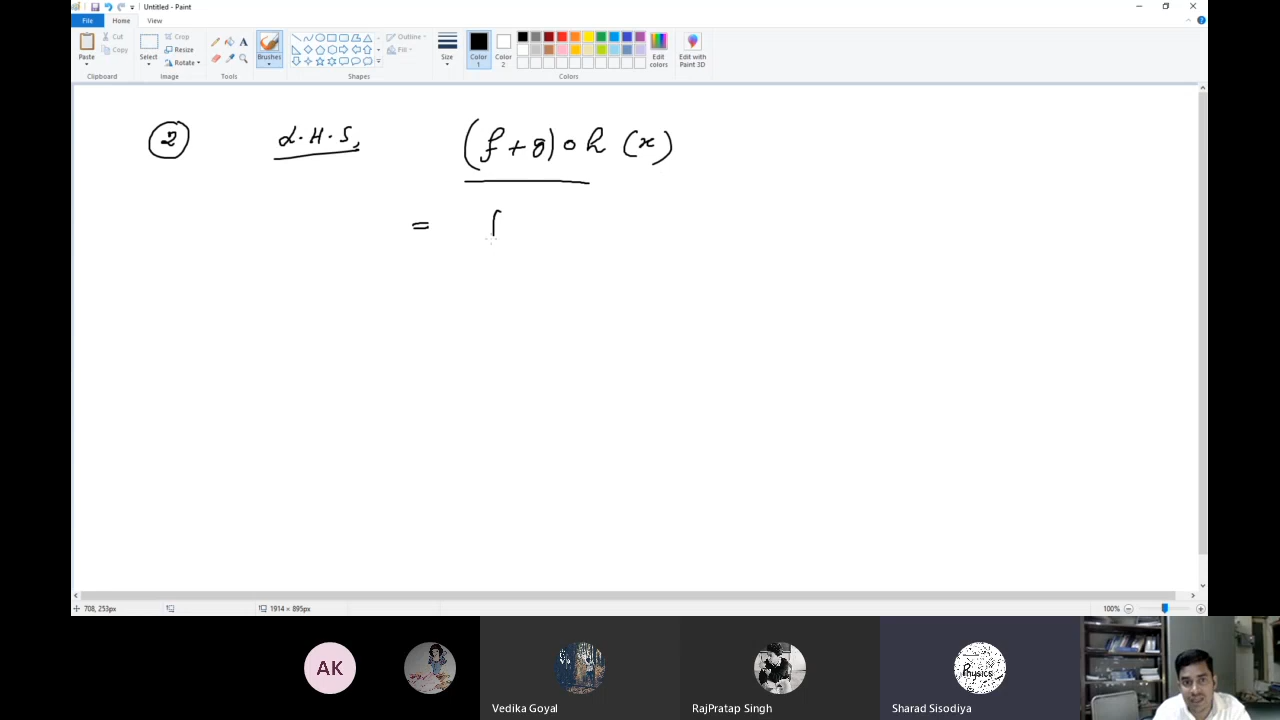 Untitled - Paint
File Home View
Paste Cut Copy Clipboard
Select Crop Resize Rotate Image
Tools
Brushes
Outline Fill Shapes
Size
Color 1 Color 2 Edit colors Colors
Edit with Paint 3D
② L.H.S, (f+g)∘h (x)
= [
708, 253px 1914 × 895px 100%
AK
Vedika Goyal RajPratap Singh Physics Sharad Sisodiya